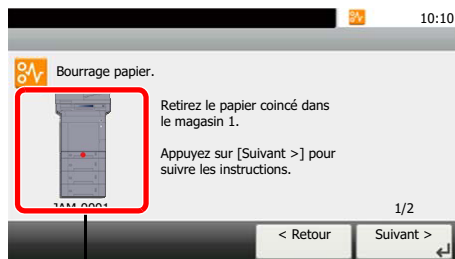 10:10
Bourrage papier.
Retirez le papier coincé dans
le magasin 1.
Appuyez sur [Suivant >] pour
suivre les instructions.
1/2
< Retour
Suivant >